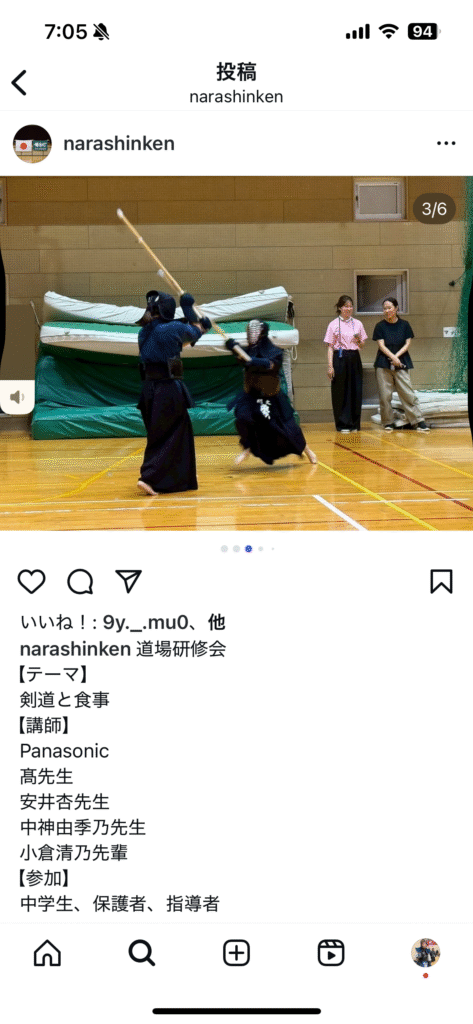 7:05
94
投稿
narashinken
narashinken
3/6
いいね！: 9y._.mu0、他
narashinken 道場研修会
【テーマ】
剣道と食事
【講師】
Panasonic
髙先生
安井杏先生
中神由季乃先生
小倉清乃先輩
【参加】
中学生、保護者、指導者